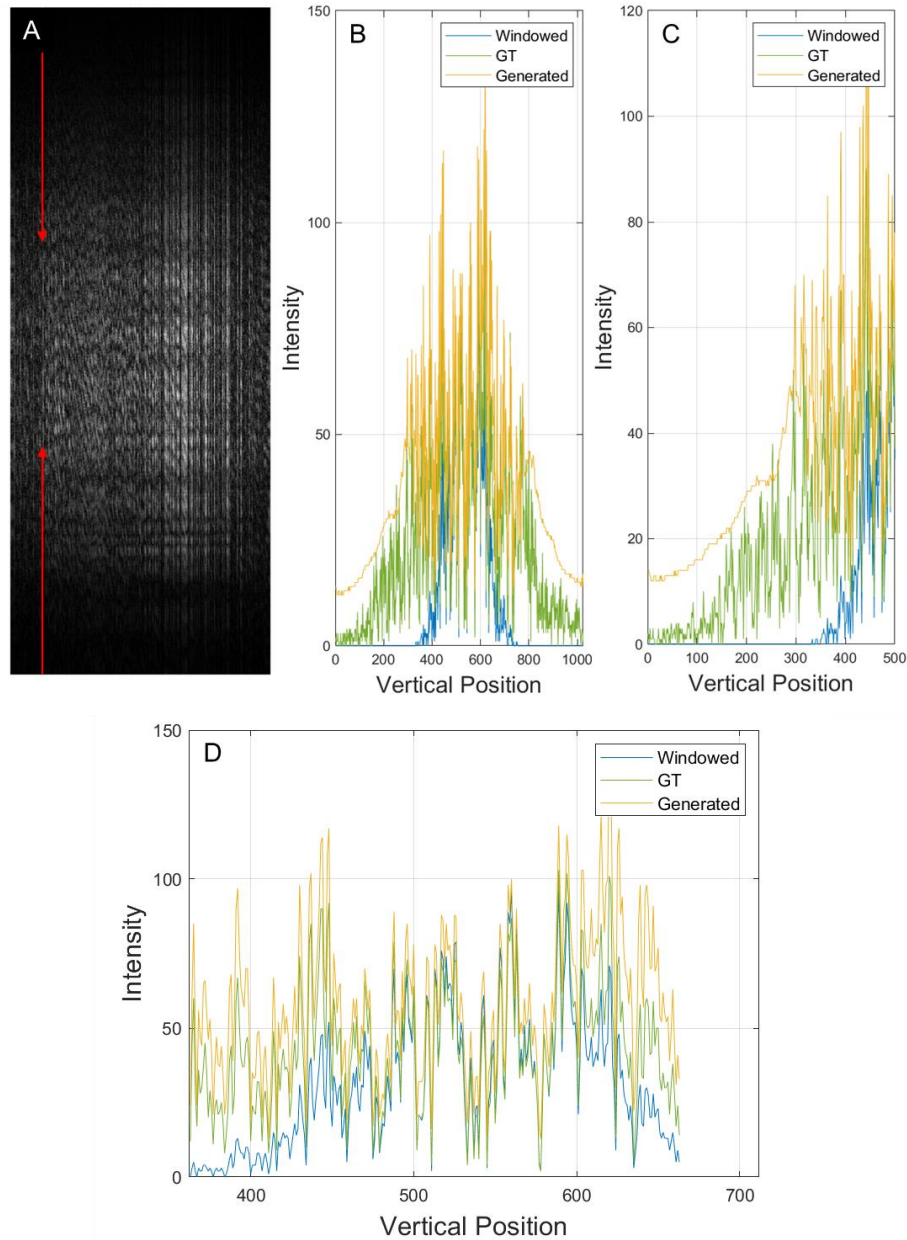 A
B
Windowed
GT
Generated
150
100
50
0
Intensity
0 200 400 600 800 1000
Vertical Position
C
Windowed
GT
Generated
120
100
80
60
40
20
0
Intensity
0 100 200 300 400 500
Vertical Position
D
Windowed
GT
Generated
150
100
50
0
Intensity
400 500 600 700
Vertical Position